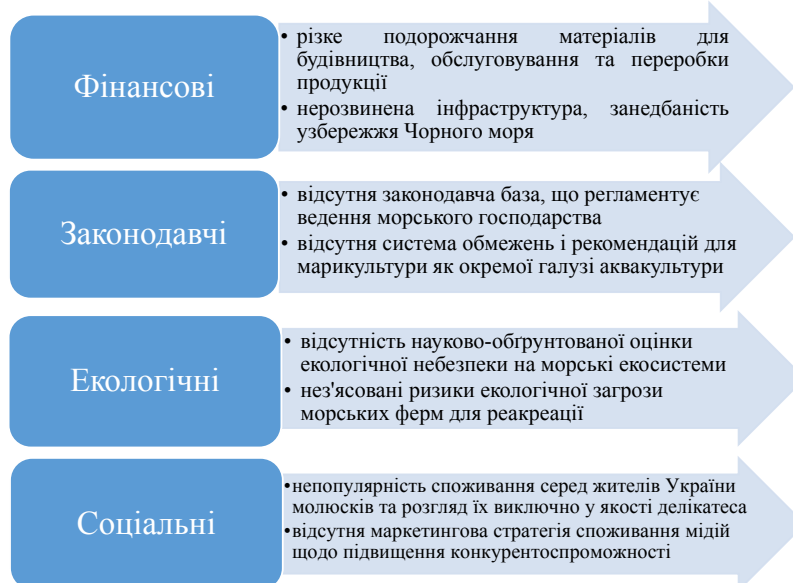 Фінансові
• різке подорожчання матеріалів для
будівництва, обслуговування та переробки
продукції
• нерозвинена інфраструктура, занедбаність
узбережжя Чорного моря
Законодавчі
• відсутня законодавча база, що регламентує
ведення морського господарства
• відсутня система обмежень і рекомендацій для
марикультури як окремої галузі аквакультури
Екологічні
• відсутність науково-обґрунтованої оцінки
екологічної небезпеки на морські екосистеми
• нез'ясовані ризики екологічної загрози
морських ферм для реакреації
Соціальні
•непопулярність споживання серед жителів України
молюсків та розгляд їх виключно у якості делікатеса
•відсутня маркетингова стратегія споживання мідій
щодо підвищення конкурентоспроможності